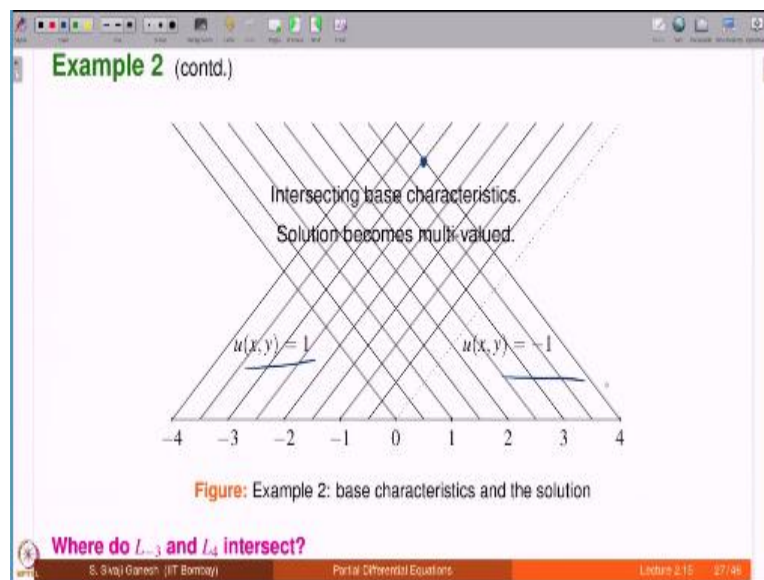 Example 2 (contd.)
Intersecting base characteristics.
Solution becomes multi-valued.
u(x, y) = 1 u(x, y) = −1
−4 −3 −2 −1 0 1 2 3 4
Figure: Example 2: base characteristics and the solution
Where do L₋₃ and L₄ intersect?
S. Sivaji Ganesh (IIT Bombay) Partial Differential Equations Lecture 2.15 27/46